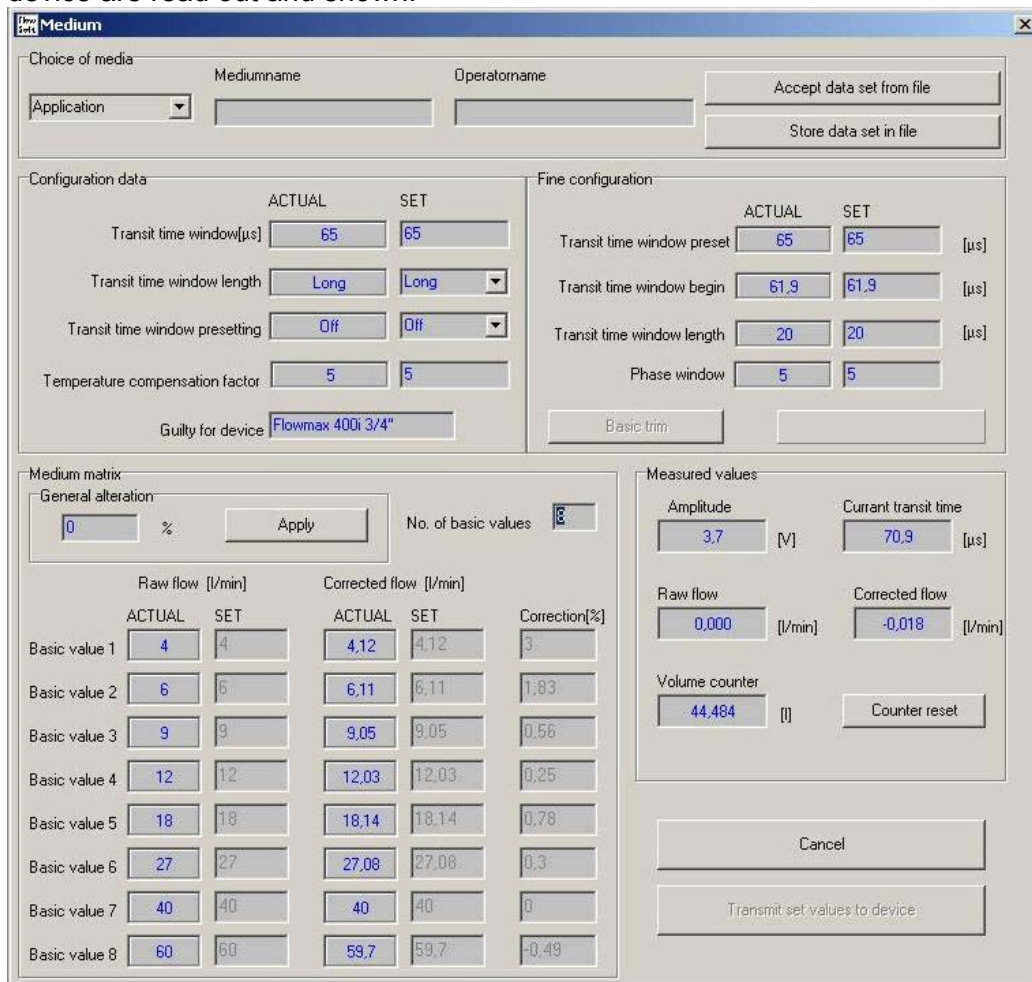 device are read out and shown.
Flow Soft Medium
Choice of media
Mediumname Operatorname
Application
Accept data set from file
Store data set in file
Configuration data
ACTUAL SET
Transit time window[µs] 65 65
Transit time window length Long Long
Transit time window presetting Off Off
Temperature compensation factor 5 5
Guilty for device Flowmax 400i 3/4"
Fine configuration
ACTUAL SET
Transit time window preset 65 65 [µs]
Transit time window begin 61,9 61,9 [µs]
Transit time window length 20 20 [µs]
Phase window 5 5
Basic trim
Medium matrix
General alteration
0 % Apply
No. of basic values 8
Raw flow [l/min] Corrected flow [l/min]
ACTUAL SET ACTUAL SET Correction[%]
Basic value 1 4 4 4,12 4,12 3
Basic value 2 6 6 6,11 6,11 1,83
Basic value 3 9 9 9,05 9,05 0,56
Basic value 4 12 12 12,03 12,03 0,25
Basic value 5 18 18 18,14 18,14 0,78
Basic value 6 27 27 27,08 27,08 0,3
Basic value 7 40 40 40 40 0
Basic value 8 60 60 59,7 59,7 -0,49
Measured values
Amplitude Currant transit time
3,7 [V] 70,9 [µs]
Raw flow Corrected flow
0,000 [l/min] -0,018 [l/min]
Volume counter
44,484 [l] Counter reset
Cancel
Transmit set values to device